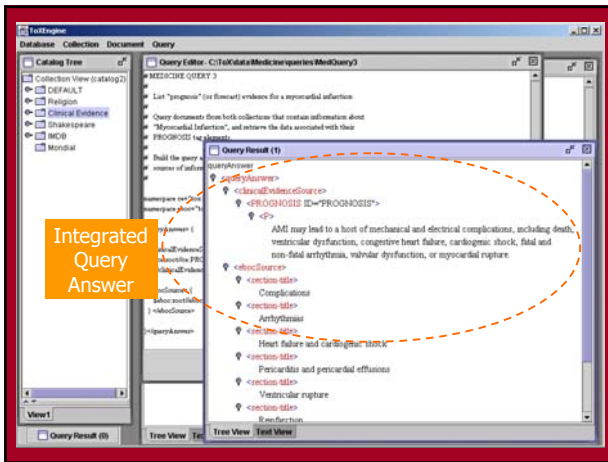 ToXEngine
Database Collection Document Query
Catalog Tree
Collection View (catalog2)
DEFAULT
Religion
Clinical Evidence
Shakespeare
IMDB
Mondial
View1
Query Result (0)
Query Editor - C:\ToX\data\Medicine\queries\MedQuery3
# MEDICINE QUERY 3
#
# List "prognosis" (or forecast) evidence for a myocardial infarction:
#
# Query documents from both collections that contain information about
# "Myocardial Infarction", and retrieve the data associated with their
# PROGNOSIS tag elements.
#
# Build the query
# sources of
#
Tree View
Query Result (1)
queryAnswer
<queryAnswer>
<clinicalEvidenceSource>
<PROGNOSIS ID="PROGNOSIS">
<P>
AMI may lead to a host of mechanical and electrical complications, including death,
ventricular dysfunction, congestive heart failure, cardiogenic shock, fatal and
non-fatal arrhythmia, valvular dysfunction, or myocardial rupture.
<ebocSource>
<section-title>
Complications
<section-title>
Arrhythmias
<section-title>
Heart failure and cardiogenic shock
<section-title>
Pericarditis and pericardial effusions
<section-title>
Ventricular rupture
<section-title>
Reinfarction
Tree View Text View
Integrated
Query
Answer